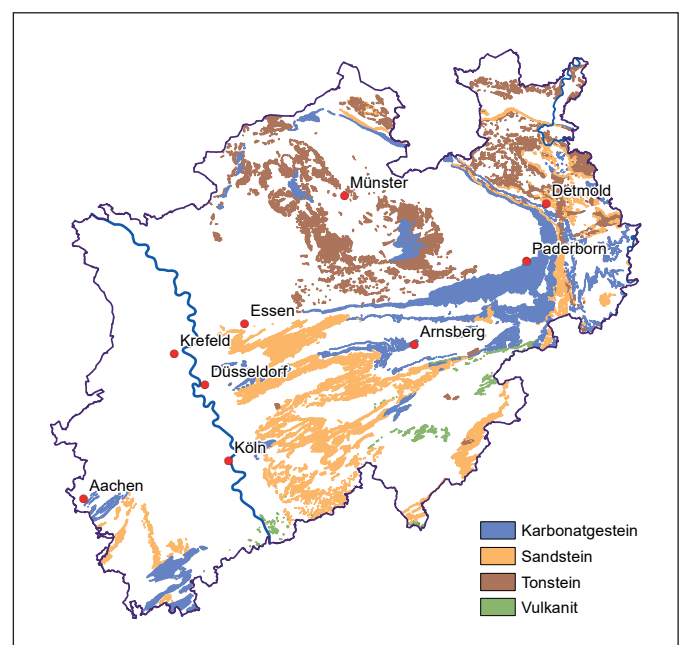 Münster
Detmold
Paderborn
Essen
Arnsberg
Krefeld
Düsseldorf
Köln
Aachen
Karbonatgestein
Sandstein
Tonstein
Vulkanit